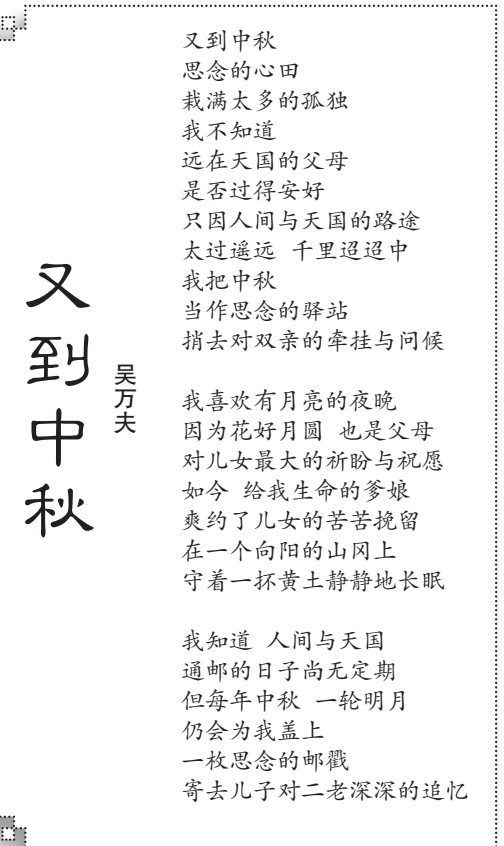 又到中秋
吴万夫
又到中秋
思念的心田
栽满太多的孤独
我不知道
远在天国的父母
是否过得安好
只因人间与天国的路途
太过遥远 千里迢迢中
我把中秋
当作思念的驿站
捎去对双亲的牵挂与问候
我喜欢有月亮的夜晚
因为花好月圆 也是父母
对儿女最大的祈盼与祝愿
如今 给我生命的爹娘
爽约了儿女的苦苦挽留
在一个向阳的山冈上
守着一抔黄土静静地长眠
我知道 人间与天国
通邮的日子尚无定期
但每年中秋 一轮明月
仍会为我盖上
一枚思念的邮戳
寄去儿子对二老深深的追忆